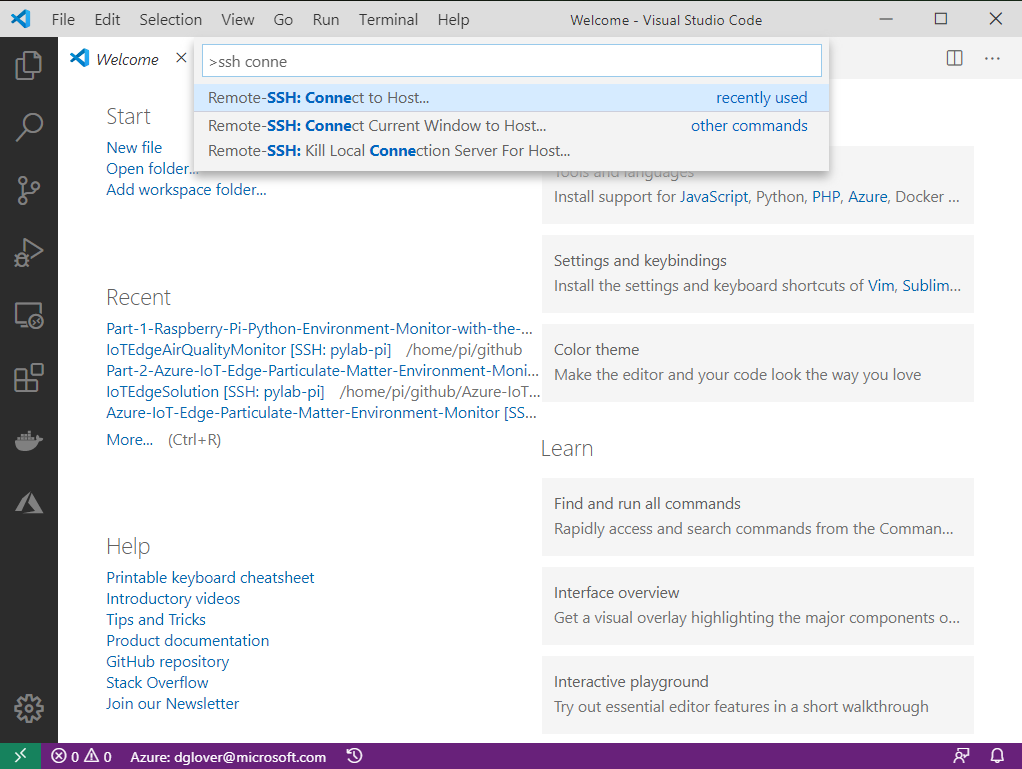 File Edit Selection View Go Run Terminal Help Welcome - Visual Studio Code
Welcome
>ssh conne
Remote-SSH: Connect to Host... recently used
Remote-SSH: Connect Current Window to Host... other commands
Remote-SSH: Kill Local Connection Server For Host...
Start
New file
Open folder...
Add workspace folder...
Recent
Part-1-Raspberry-Pi-Python-Environment-Monitor-with-the-...
IoTEdgeAirQualityMonitor [SSH: pylab-pi] /home/pi/github
Part-2-Azure-IoT-Edge-Particulate-Matter-Environment-Moni...
IoTEdgeSolution [SSH: pylab-pi] /home/pi/github/Azure-IoT...
Azure-IoT-Edge-Particulate-Matter-Environment-Monitor [SS...
More... (Ctrl+R)
Help
Printable keyboard cheatsheet
Introductory videos
Tips and Tricks
Product documentation
GitHub repository
Stack Overflow
Join our Newsletter
Tools and languages
Install support for JavaScript, Python, PHP, Azure, Docker ...
Settings and keybindings
Install the settings and keyboard shortcuts of Vim, Sublim...
Color theme
Make the editor and your code look the way you love
Learn
Find and run all commands
Rapidly access and search commands from the Comman...
Interface overview
Get a visual overlay highlighting the major components o...
Interactive playground
Try out essential editor features in a short walkthrough
0 0 Azure: dglover@microsoft.com